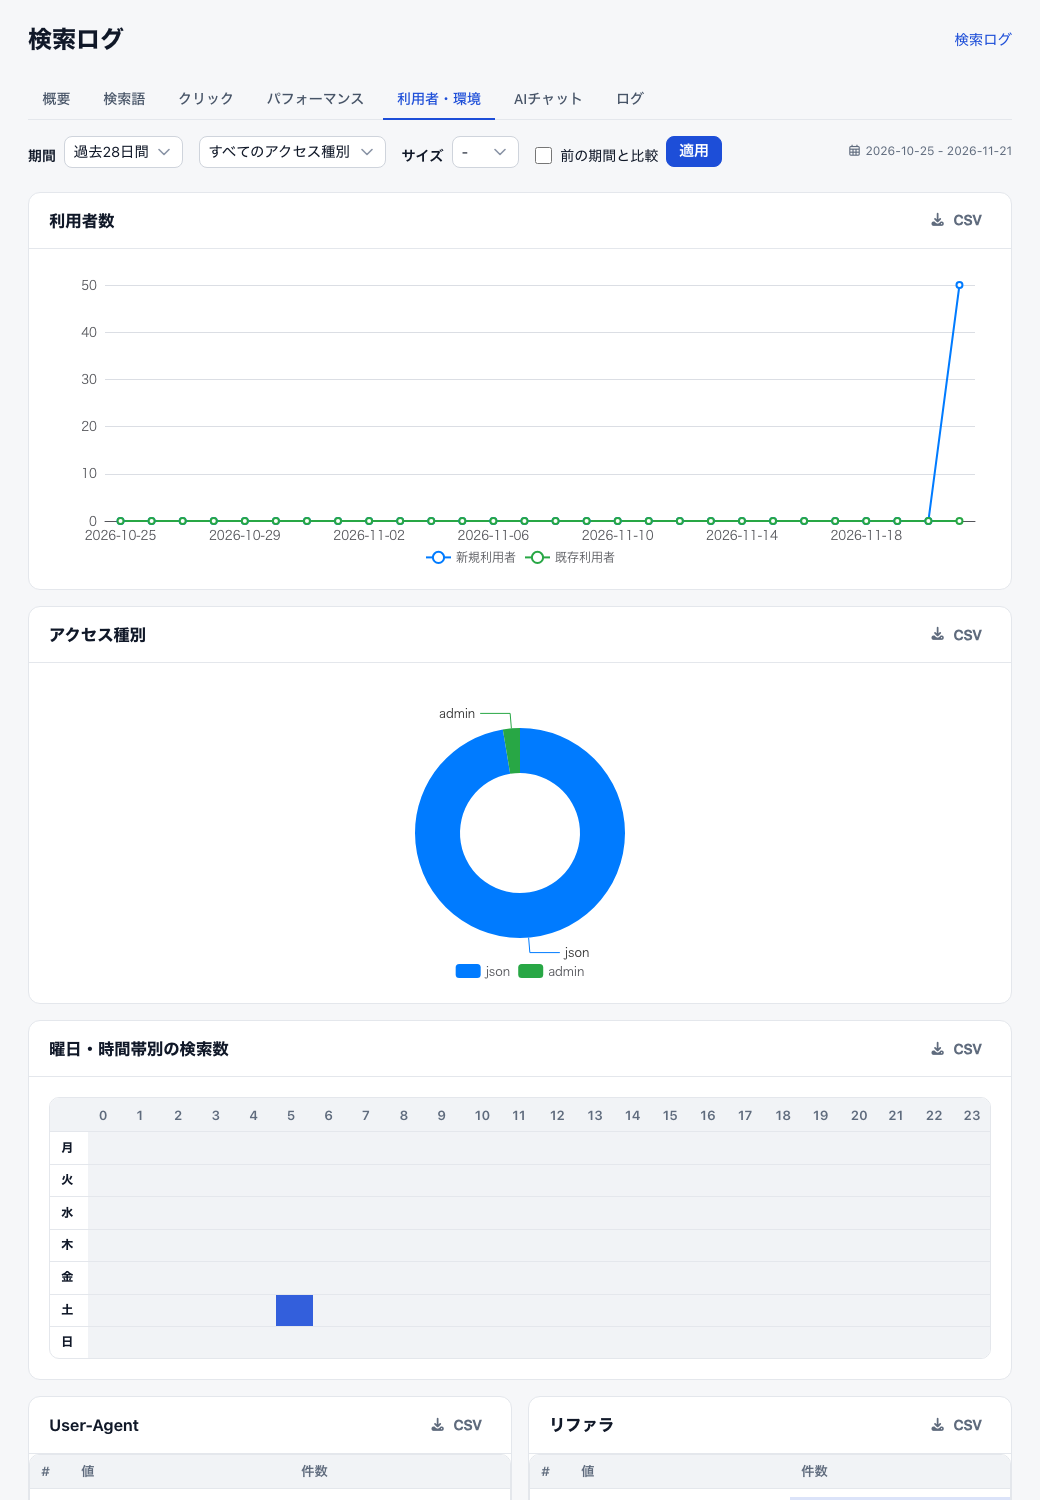 検索ログ
検索ログ
概要 検索語 クリック パフォーマンス 利用者・環境 AIチャット ログ
期間 過去28日間 すべてのアクセス種別 サイズ - 前の期間と比較 適用 2026-10-25 - 2026-11-21
利用者数 CSV
50
40
30
20
10
0
2026-10-25 2026-10-29 2026-11-02 2026-11-06 2026-11-10 2026-11-14 2026-11-18
新規利用者 既存利用者
アクセス種別 CSV
admin
json
json admin
曜日・時間帯別の検索数 CSV
0 1 2 3 4 5 6 7 8 9 10 11 12 13 14 15 16 17 18 19 20 21 22 23
月
火
水
木
金
土
日
User-Agent CSV
# 値 件数
リファラ CSV
# 値 件数